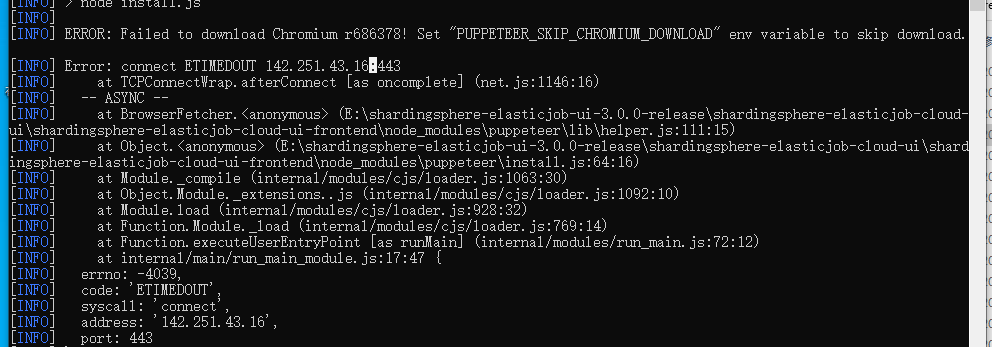 [INFO] > node install.js
[INFO]
[INFO] ERROR: Failed to download Chromium r686378! Set "PUPPETEER_SKIP_CHROMIUM_DOWNLOAD" env variable to skip download.
[INFO] Error: connect ETIMEDOUT 142.251.43.16:443
[INFO]     at TCPConnectWrap.afterConnect [as oncomplete] (net.js:1146:16)
[INFO]   -- ASYNC --
[INFO]     at BrowserFetcher.<anonymous> (E:\shardingsphere-elasticjob-ui-3.0.0-release\shardingsphere-elasticjob-cloud-
ui\shardingsphere-elasticjob-cloud-ui-frontend\node_modules\puppeteer\lib\helper.js:111:15)
[INFO]     at Object.<anonymous> (E:\shardingsphere-elasticjob-ui-3.0.0-release\shardingsphere-elasticjob-cloud-ui\shard
ingsphere-elasticjob-cloud-ui-frontend\node_modules\puppeteer\install.js:64:16)
[INFO]     at Module._compile (internal/modules/cjs/loader.js:1063:30)
[INFO]     at Object.Module._extensions..js (internal/modules/cjs/loader.js:1092:10)
[INFO]     at Module.load (internal/modules/cjs/loader.js:928:32)
[INFO]     at Function.Module._load (internal/modules/cjs/loader.js:769:14)
[INFO]     at Function.executeUserEntryPoint [as runMain] (internal/modules/run_main.js:72:12)
[INFO]     at internal/main/run_main_module.js:17:47 {
[INFO]   errno: -4039,
[INFO]   code: 'ETIMEDOUT',
[INFO]   syscall: 'connect',
[INFO]   address: '142.251.43.16',
[INFO]   port: 443